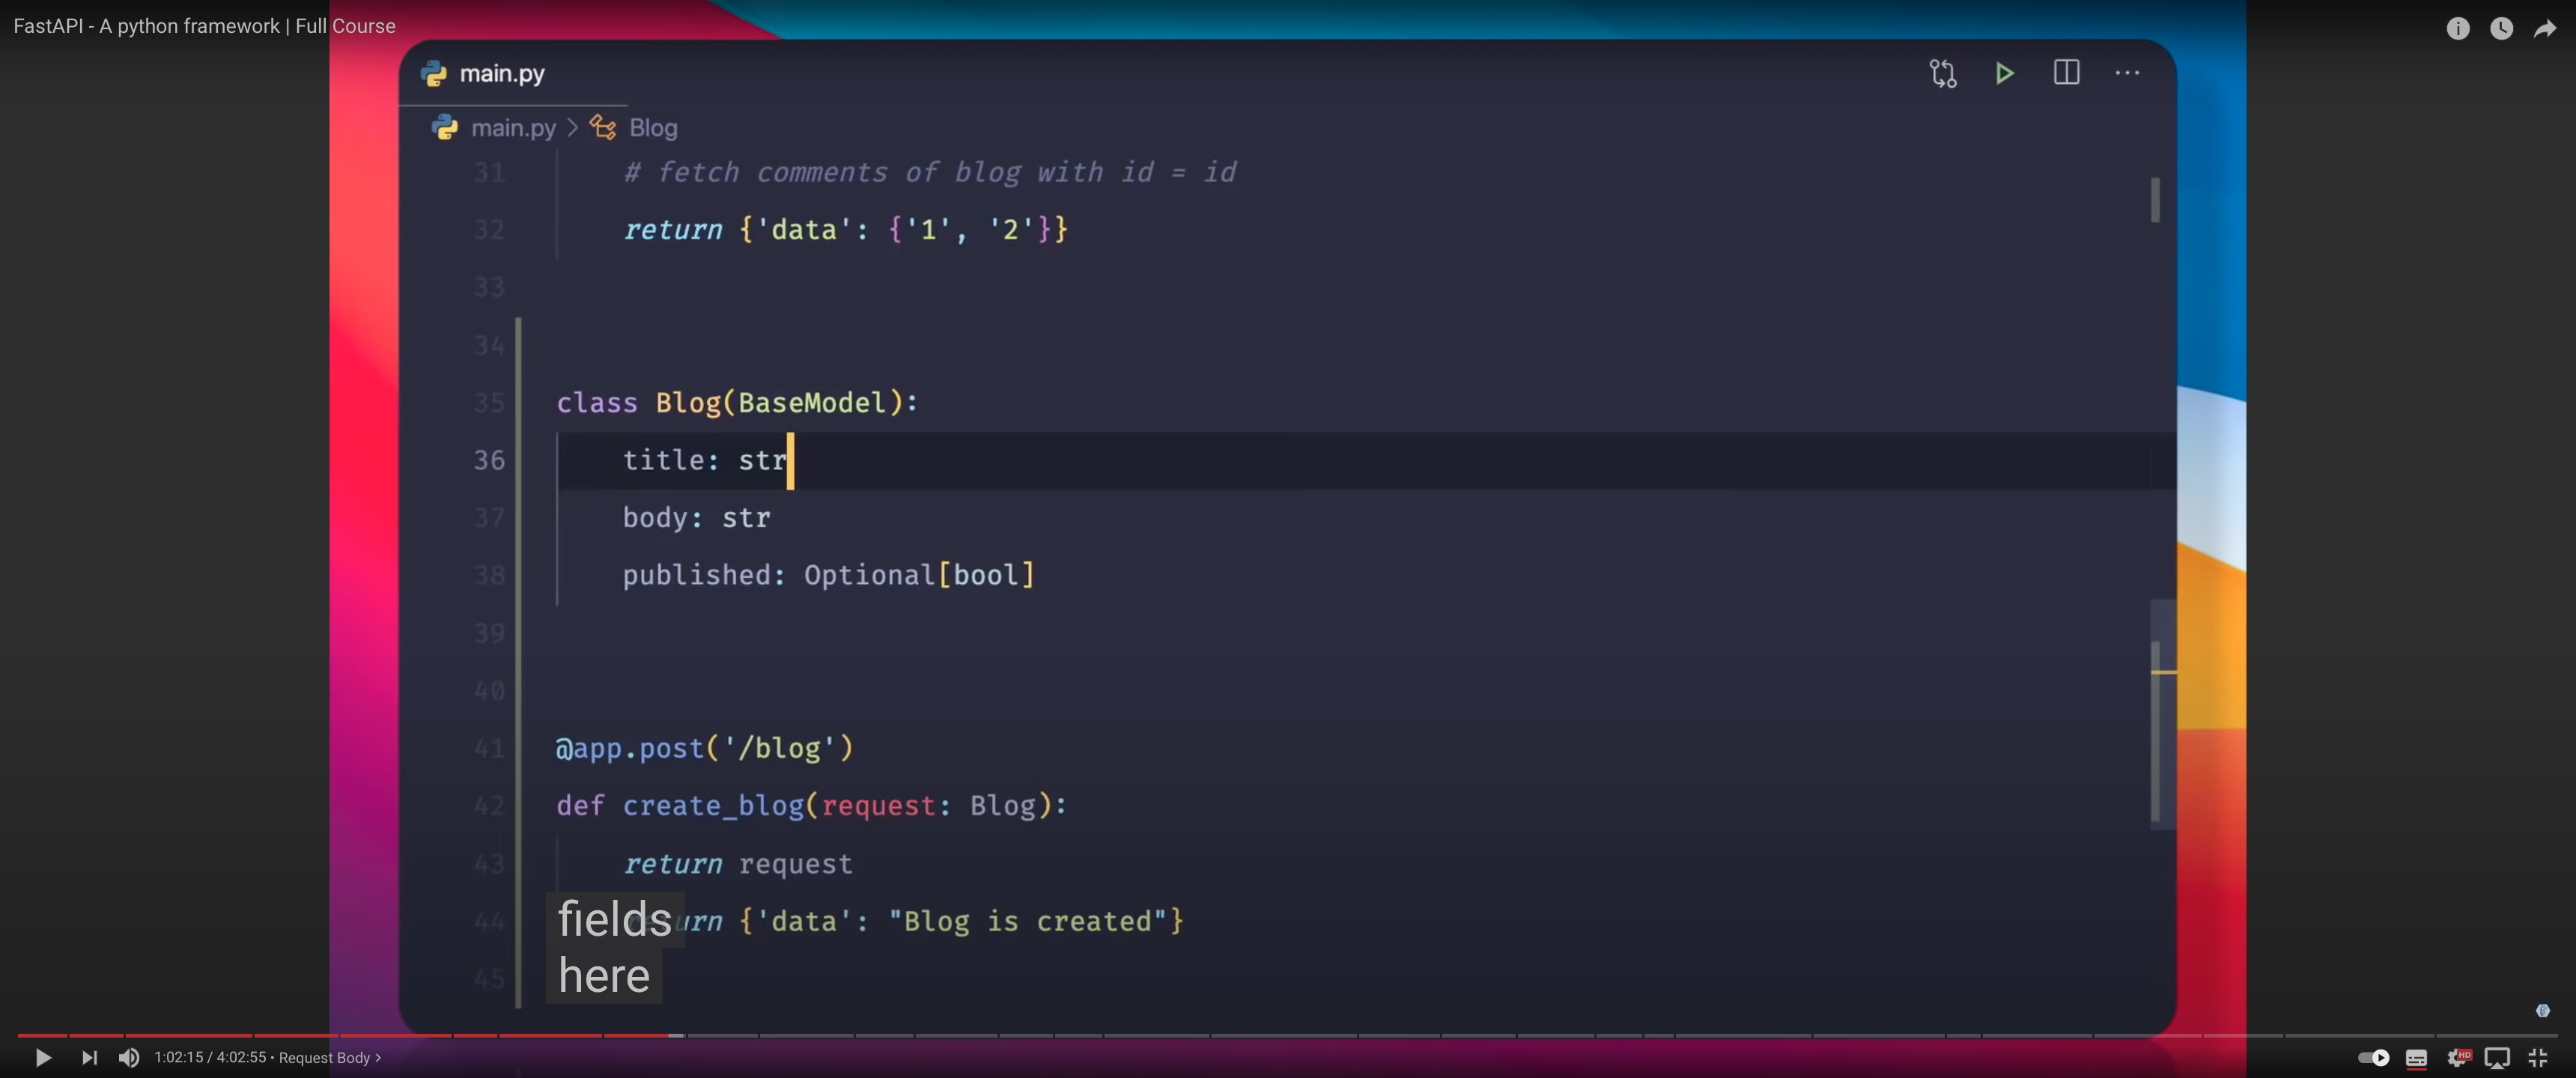 FastAPI - A python framework | Full Course
main.py
main.py > Blog
31 # fetch comments of blog with id = id
32 return {'data': {'1', '2'}}
33
34
35 class Blog(BaseModel):
36 title: str
37 body: str
38 published: Optional[bool]
39
40
41 @app.post('/blog')
42 def create_blog(request: Blog):
43 return request
44 return {'data': "Blog is created"}
45
fields
here
1:02:15 / 4:02:55 • Request Body >
HD